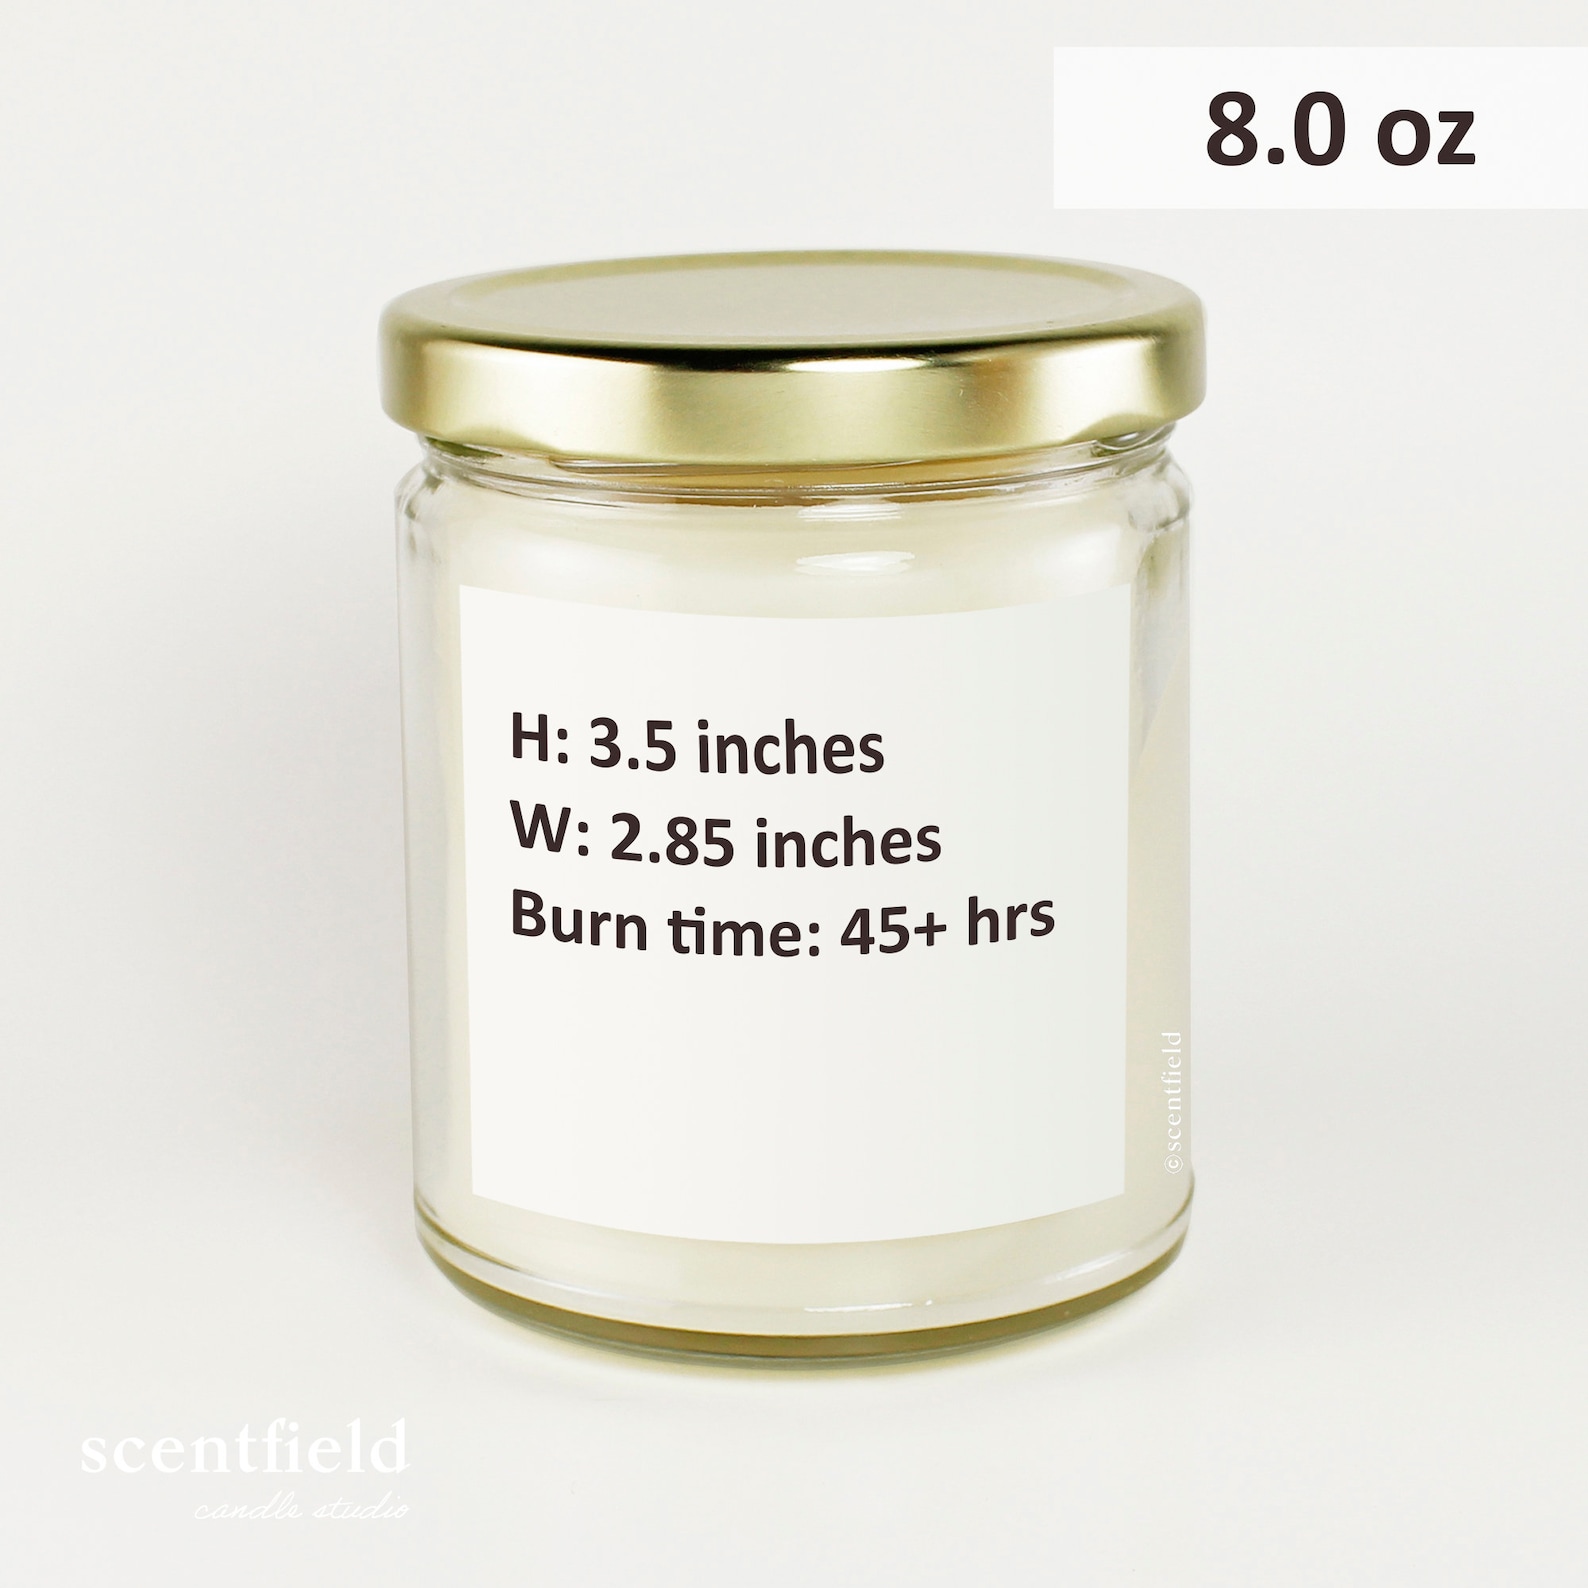 8.0 oz
H: 3.5 inches
W: 2.85 inches
Burn time: 45+ hrs
©scentfield
scentfield
candle studio